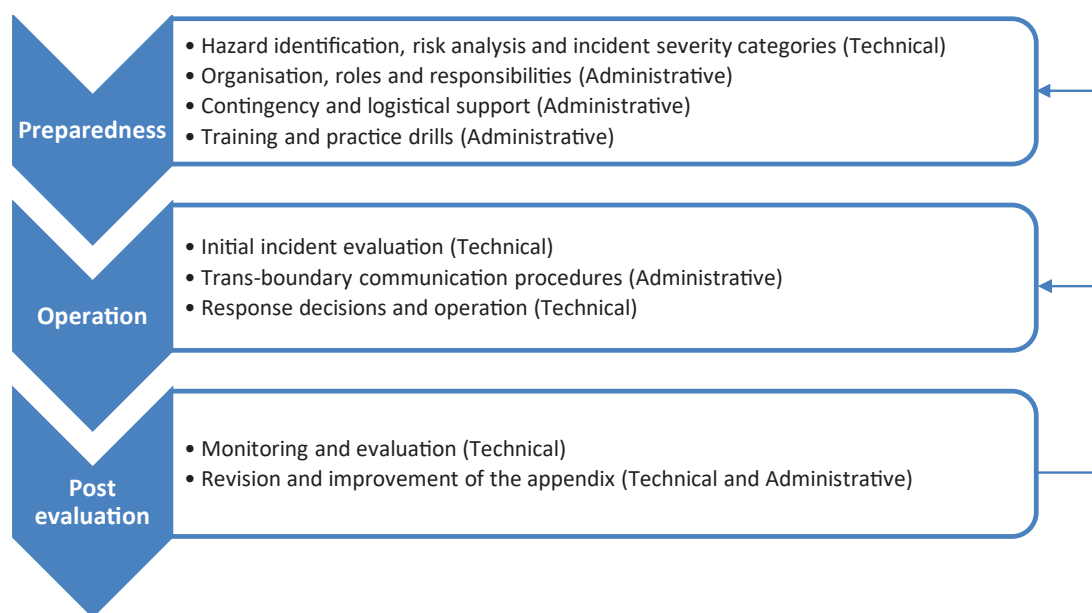 Preparedness
• Hazard identification, risk analysis and incident severity categories (Technical)
• Organisation, roles and responsibilities (Administrative)
• Contingency and logistical support (Administrative)
• Training and practice drills (Administrative)
Operation
• Initial incident evaluation (Technical)
• Trans-boundary communication procedures (Administrative)
• Response decisions and operation (Technical)
Post
evaluation
• Monitoring and evaluation (Technical)
• Revision and improvement of the appendix (Technical and Administrative)